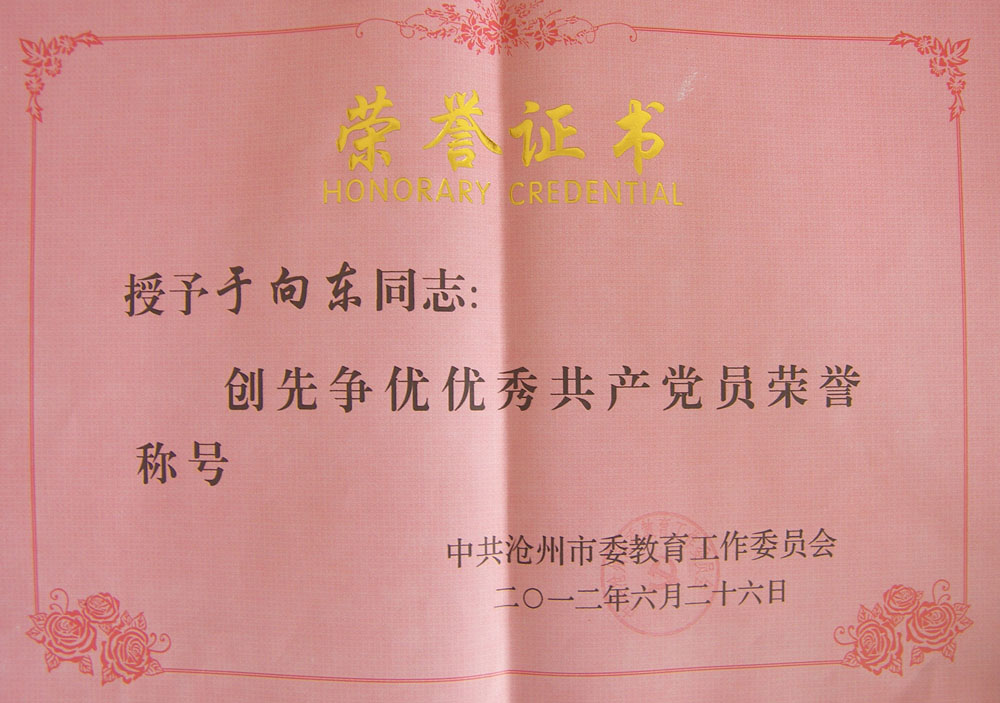 荣誉证书
HONORARY CREDENTIAL
授予于向东同志:
创先争优优秀共产党员荣誉
称号
中共沧州市委教育工作委员会
二〇一二年六月二十六日